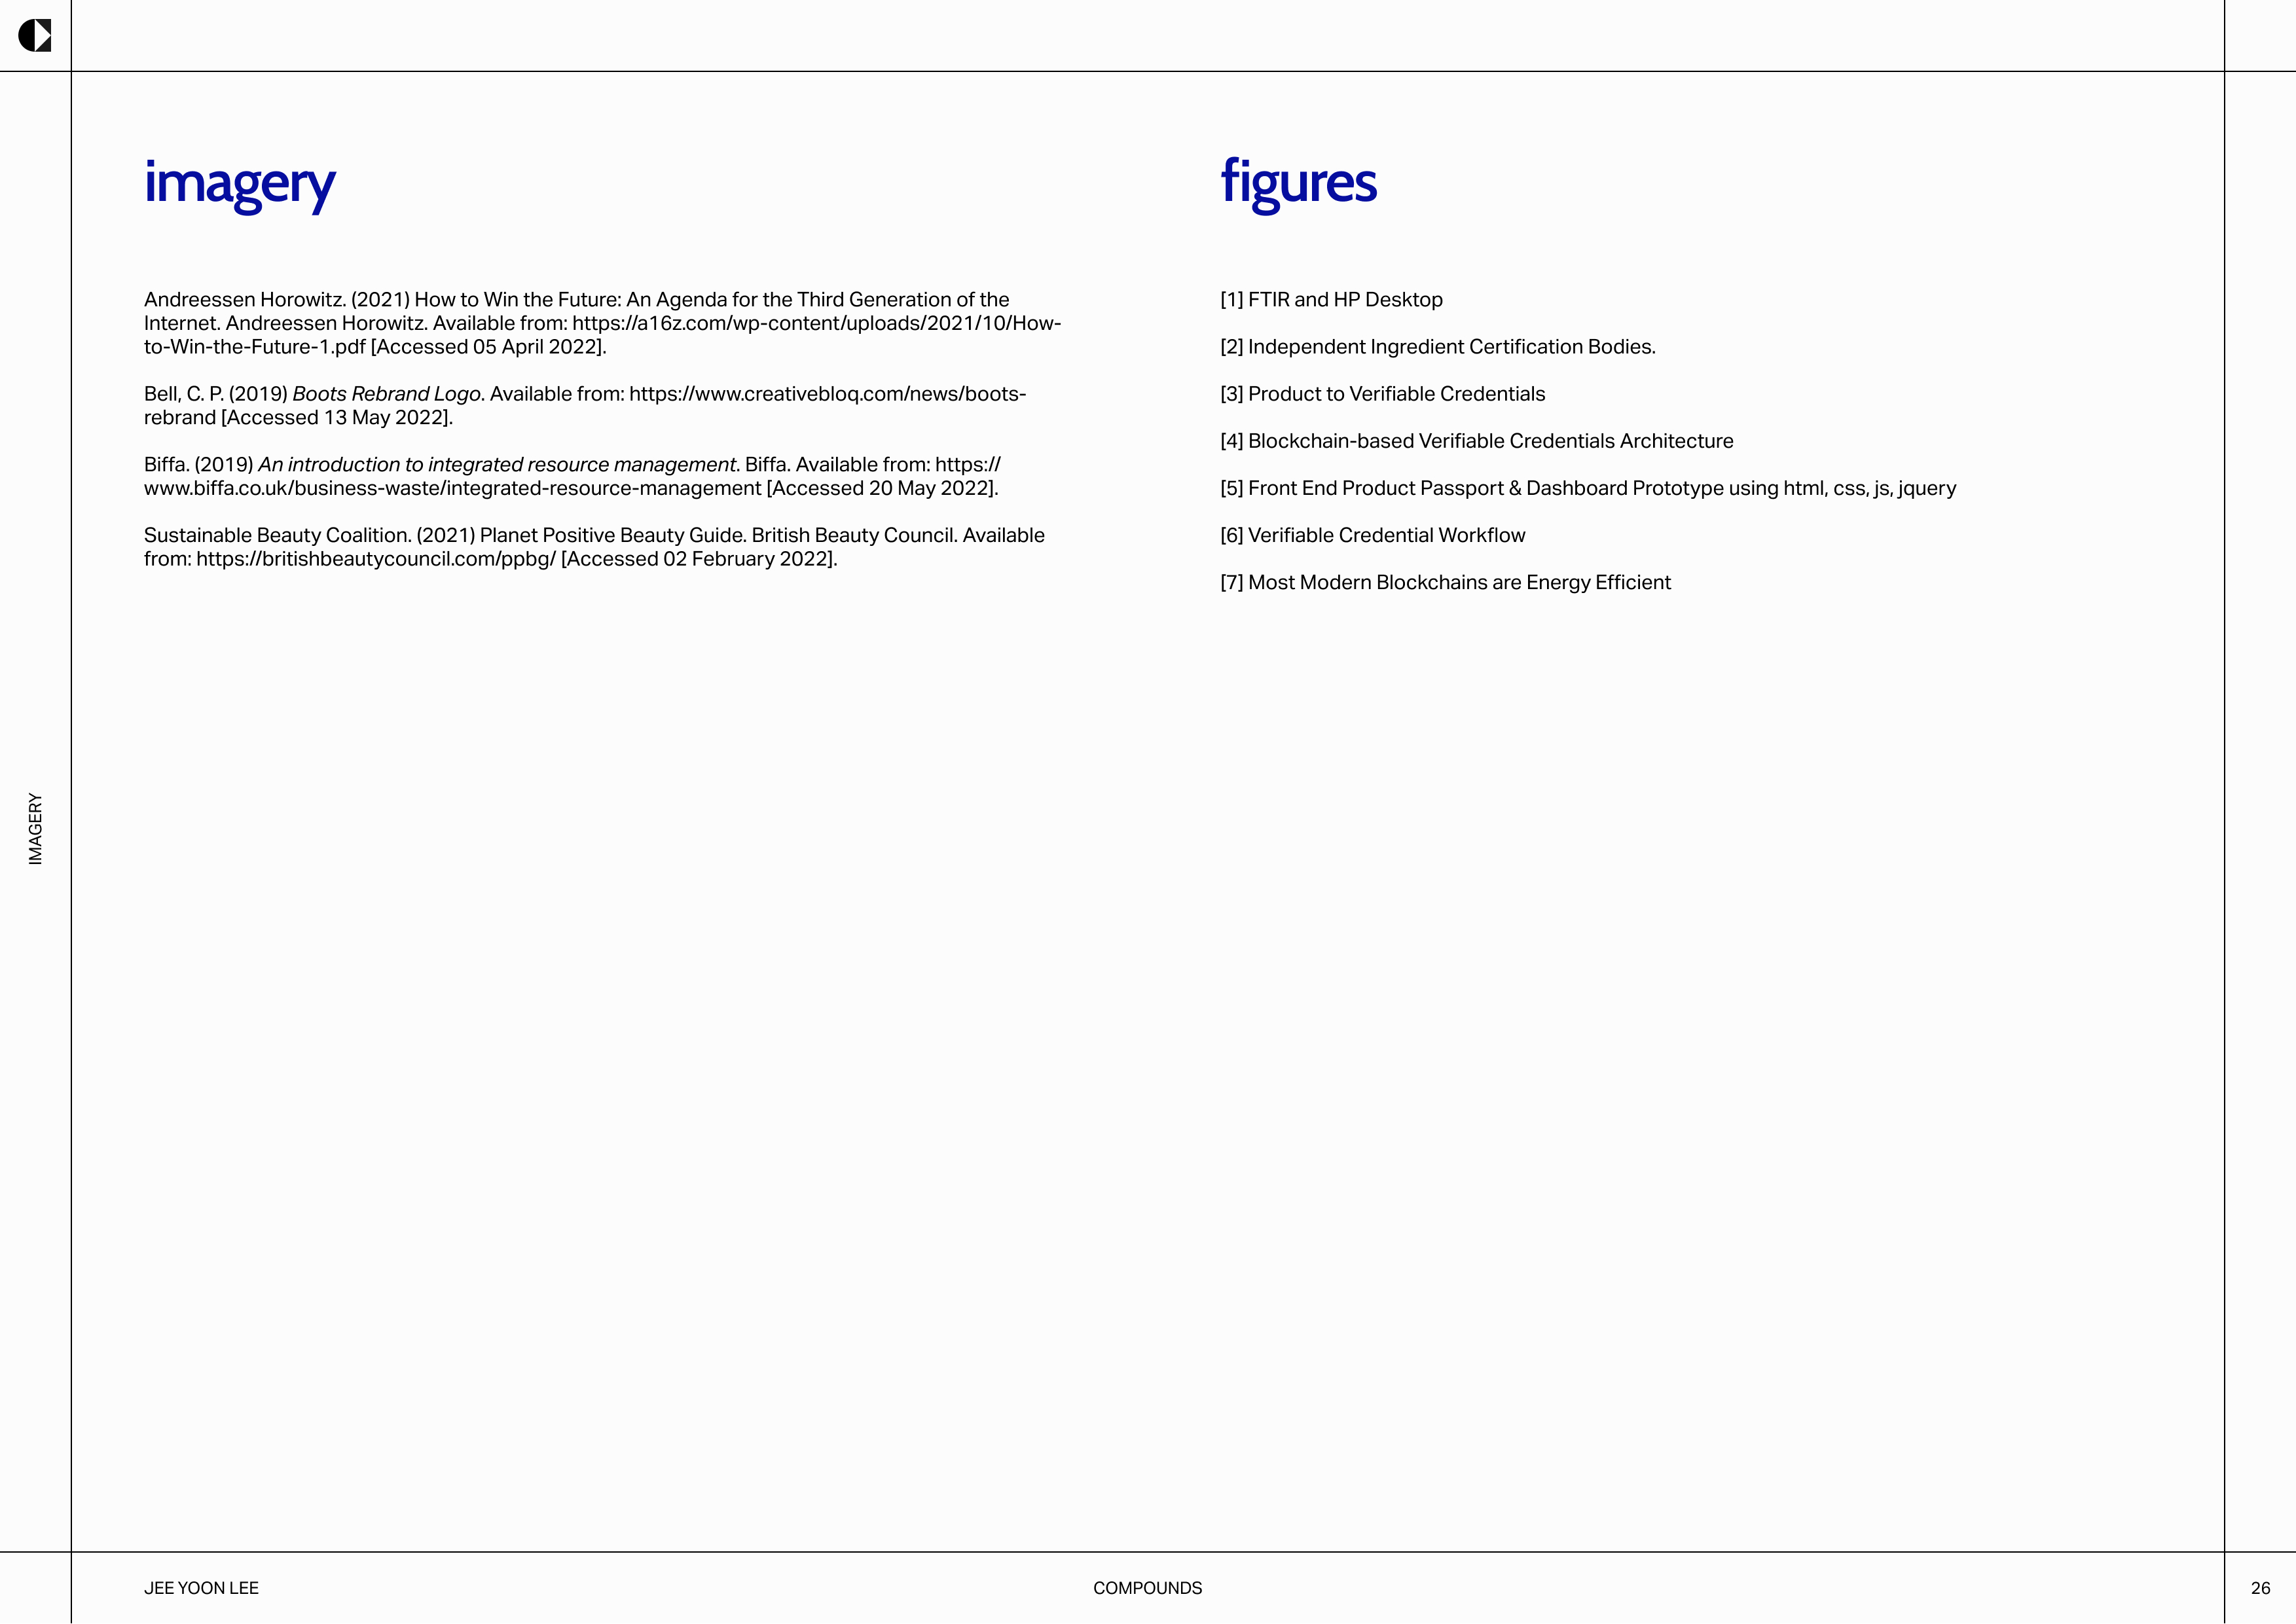 imagery
Andreessen Horowitz. (2021) How to Win the Future: An Agenda for the Third Generation of the
Internet. Andreessen Horowitz. Available from: https://a16z.com/wp-content/uploads/2021/10/How-
to-Win-the-Future-1.pdf [Accessed 05 April 2022].
Bell, C. P. (2019) Boots Rebrand Logo. Available from: https://www.creativebloq.com/news/boots-
rebrand [Accessed 13 May 2022].
Biffa. (2019) An introduction to integrated resource management. Biffa. Available from: https://
www.biffa.co.uk/business-waste/integrated-resource-management [Accessed 20 May 2022].
Sustainable Beauty Coalition. (2021) Planet Positive Beauty Guide. British Beauty Council. Available
from: https://britishbeautycouncil.com/ppbg/ [Accessed 02 February 2022].
figures
[1] FTIR and HP Desktop
[2] Independent Ingredient Certification Bodies.
[3] Product to Verifiable Credentials
[4] Blockchain-based Verifiable Credentials Architecture
[5] Front End Product Passport & Dashboard Prototype using html, css, js, jquery
[6] Verifiable Credential Workflow
[7] Most Modern Blockchains are Energy Efficient
IMAGERY
JEE YOON LEE
COMPOUNDS
26